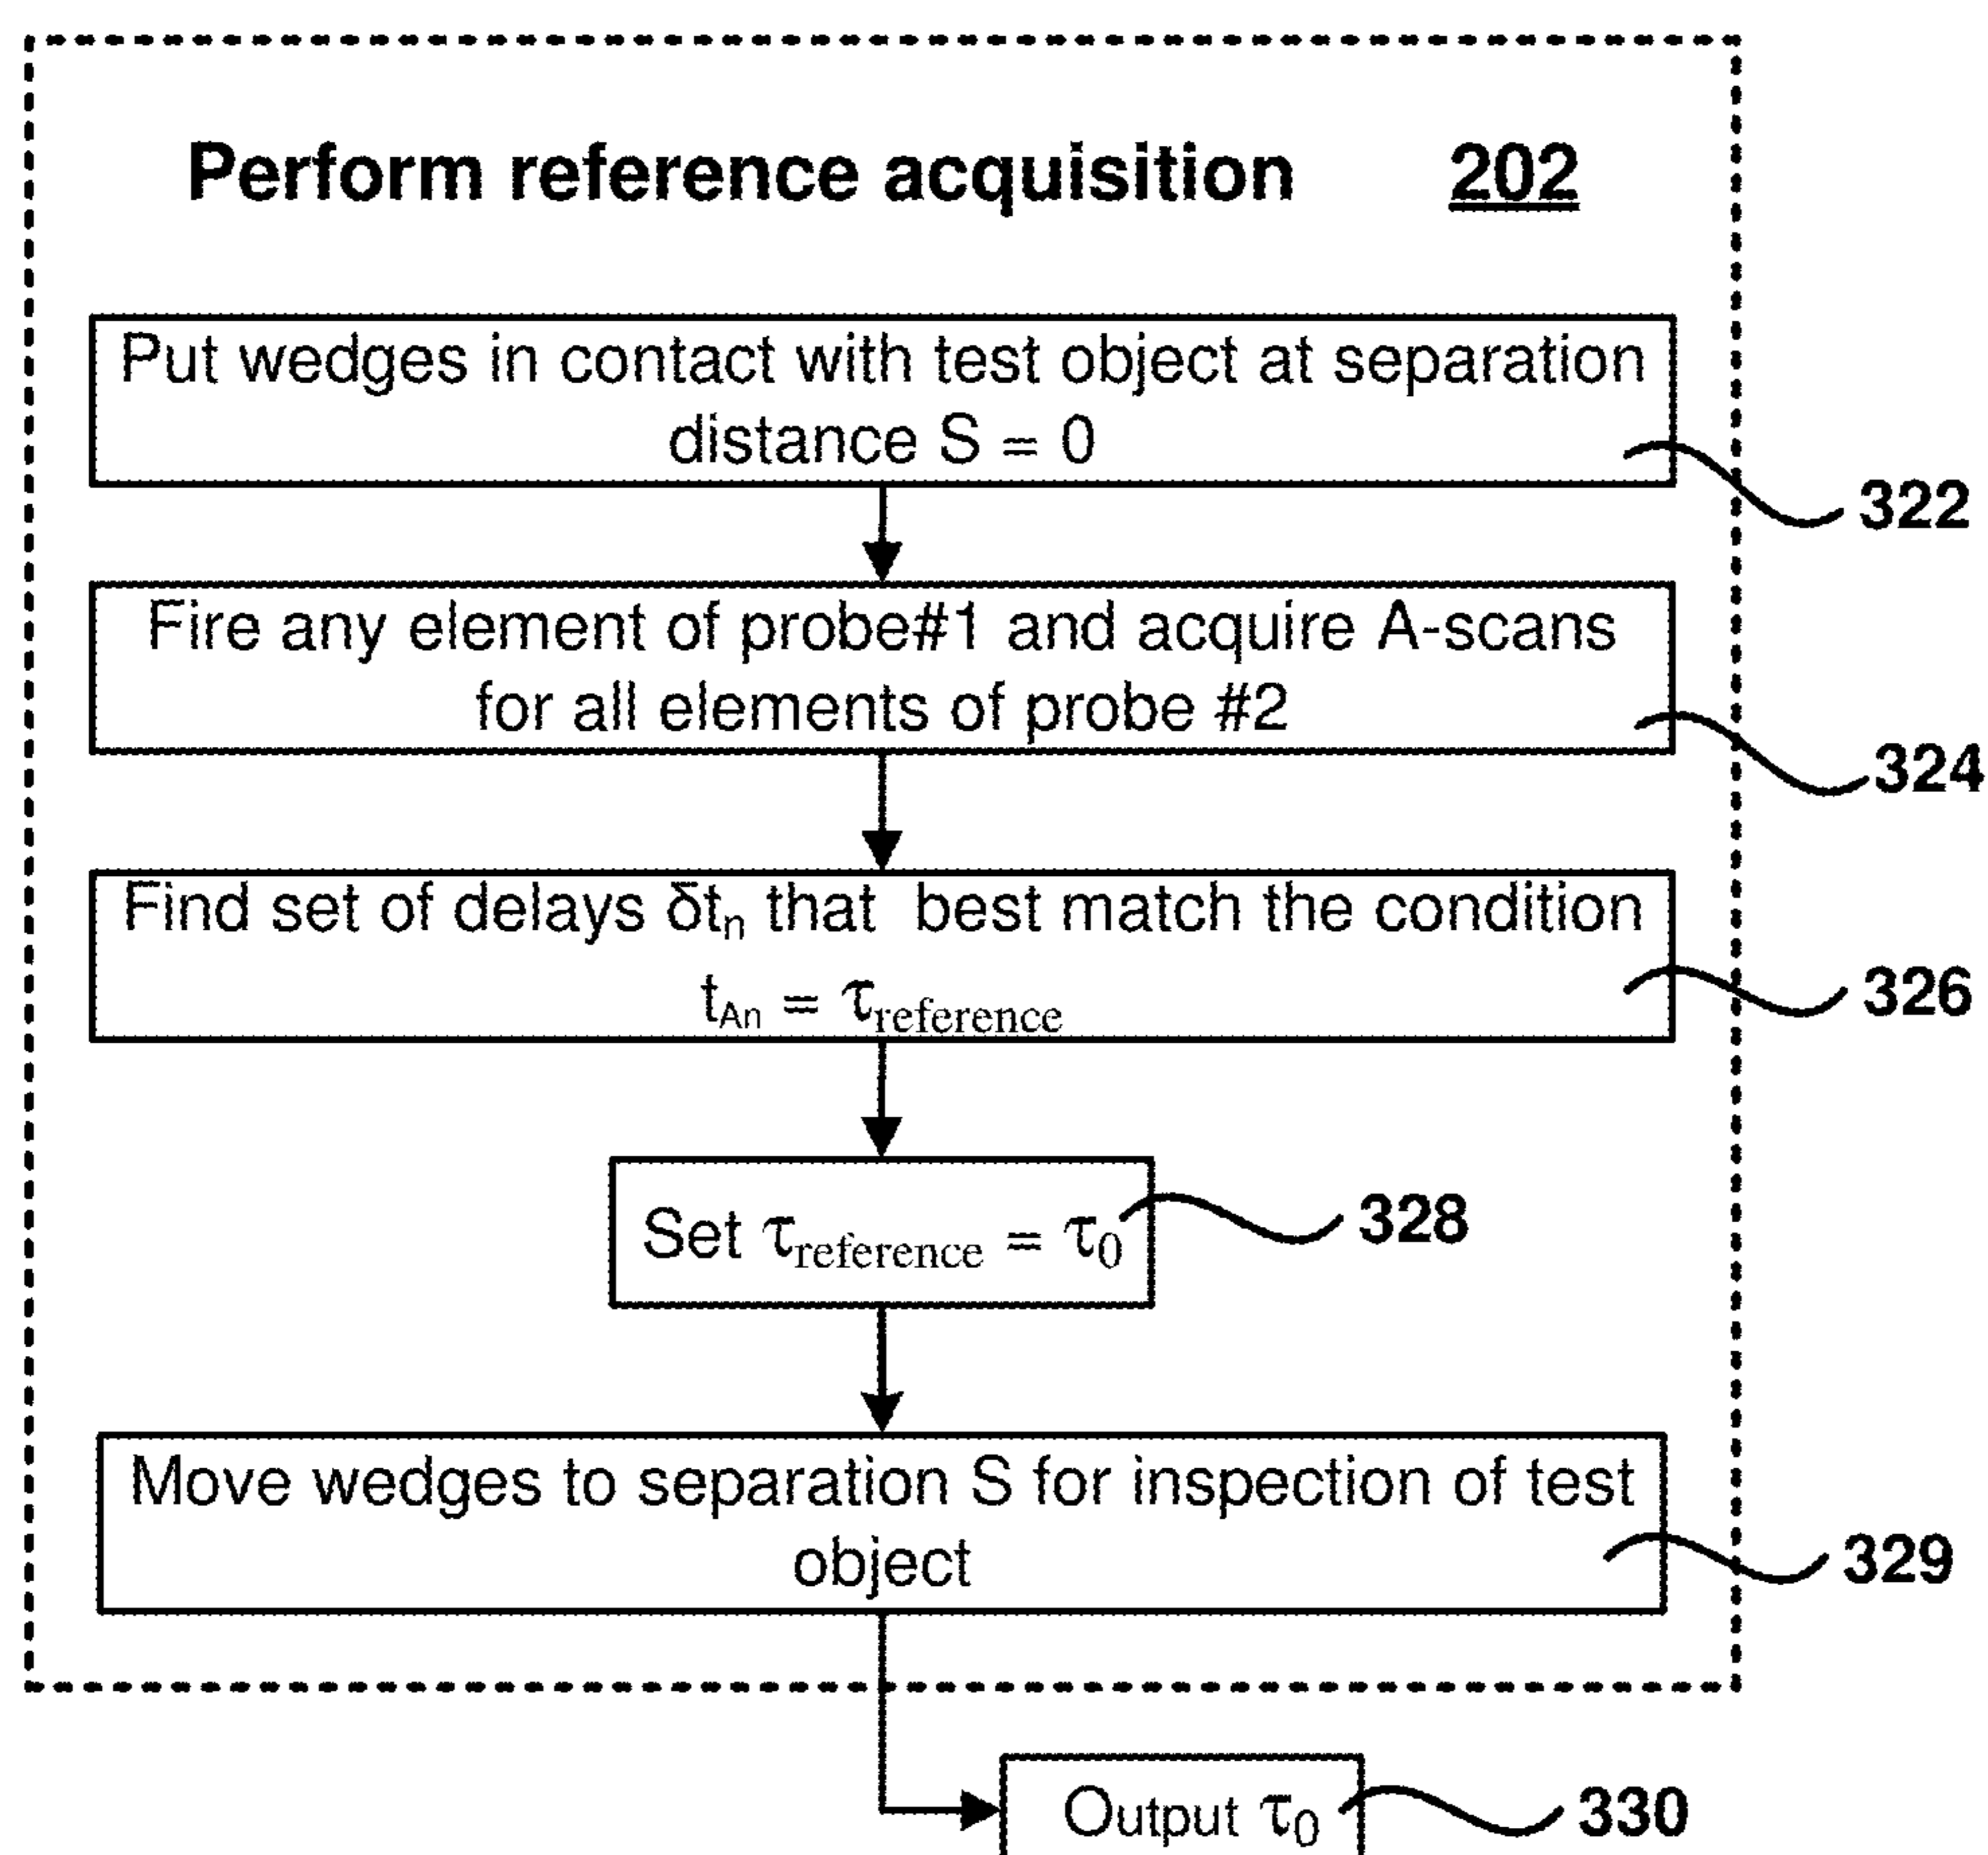 Perform reference acquisition 202
Put wedges in contact with test object at separation
distance S = 0
322
Fire any element of probe#1 and acquire A-scans
for all elements of probe #2
324
Find set of delays δtn that best match the condition
tAn = τreference
326
Set τreference = τ0
328
Move wedges to separation S for inspection of test
object
329
Output τ0
330